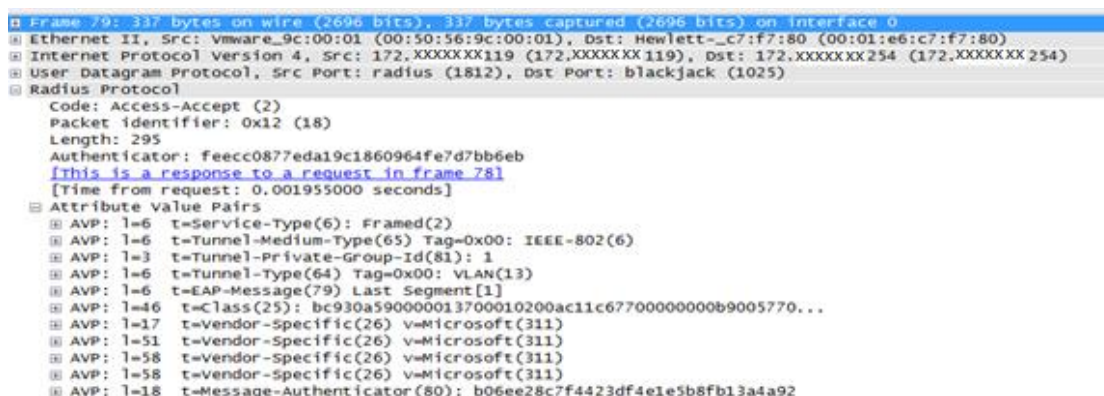 Frame 79: 337 bytes on wire (2696 bits), 337 bytes captured (2696 bits) on interface 0
Ethernet II, Src: Vmware_9c:00:01 (00:50:56:9c:00:01), Dst: Hewlett-_c7:f7:80 (00:01:e6:c7:f7:80)
Internet Protocol Version 4, Src: 172.XXXXXXX119 (172.XXXXXXX119), Dst: 172.XXXXXXX254 (172.XXXXXXX254)
User Datagram Protocol, Src Port: radius (1812), Dst Port: blackjack (1025)
Radius Protocol
Code: Access-Accept (2)
Packet identifier: 0x12 (18)
Length: 295
Authenticator: feecc0877eda19c1860964fe7d7bb6eb
[This is a response to a request in frame 78]
[Time from request: 0.001955000 seconds]
Attribute Value Pairs
AVP: l=6 t=Service-Type(6): Framed(2)
AVP: l=6 t=Tunnel-Medium-Type(65) Tag=0x00: IEEE-802(6)
AVP: l=3 t=Tunnel-Private-Group-Id(81): 1
AVP: l=6 t=Tunnel-Type(64) Tag=0x00: VLAN(13)
AVP: l=6 t=EAP-Message(79) Last Segment[1]
AVP: l=46 t=Class(25): bc930a59000001370001 0200ac11c67700000000b9005770...
AVP: l=17 t=Vendor-Specific(26) v=Microsoft(311)
AVP: l=51 t=Vendor-Specific(26) v=Microsoft(311)
AVP: l=58 t=Vendor-Specific(26) v=Microsoft(311)
AVP: l=58 t=Vendor-Specific(26) v=Microsoft(311)
AVP: l=18 t=Message-Authenticator(80): b06ee28c7f4423df4e1e5b8fb13a4a92